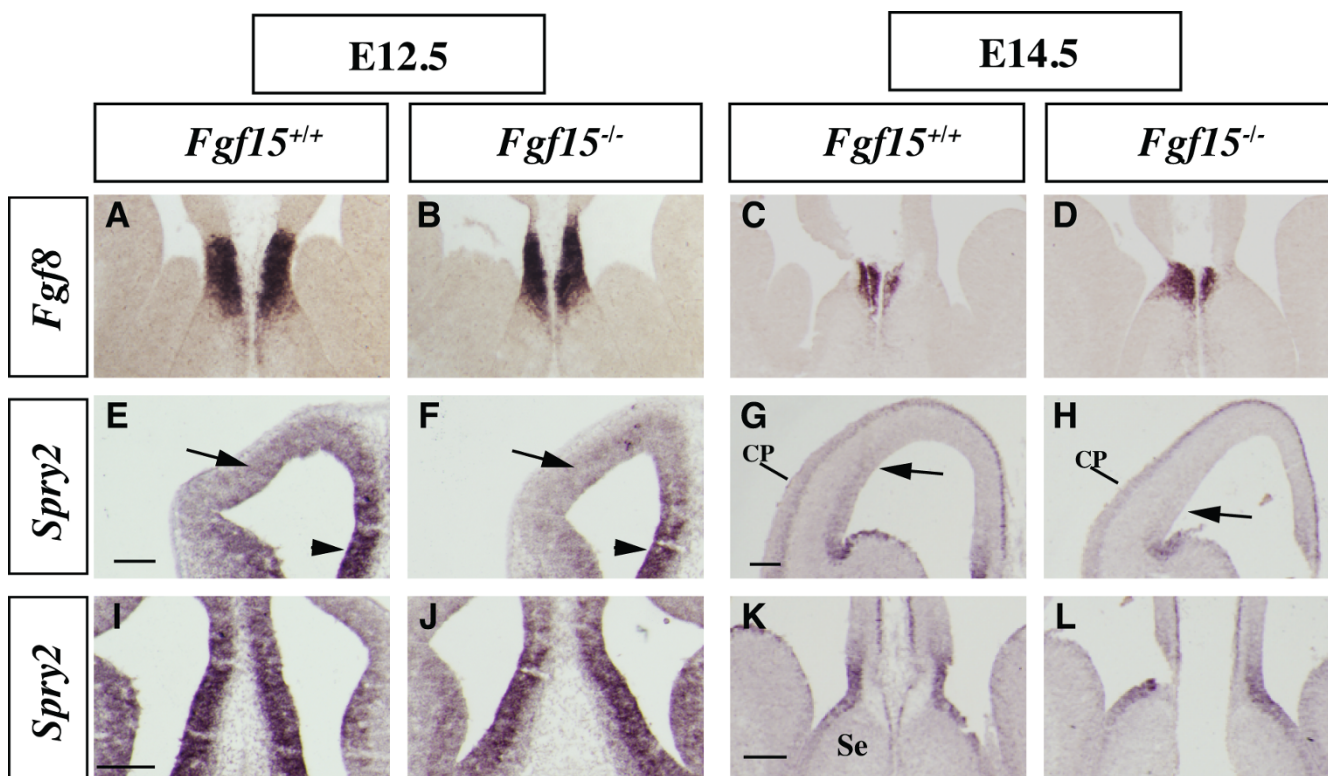 E12.5 E14.5
Fgf15+/+ Fgf15-/- Fgf15+/+ Fgf15-/-
Fgf8 A B C D
Spry2 E F G H
CP CP
Spry2 I J K L
Se